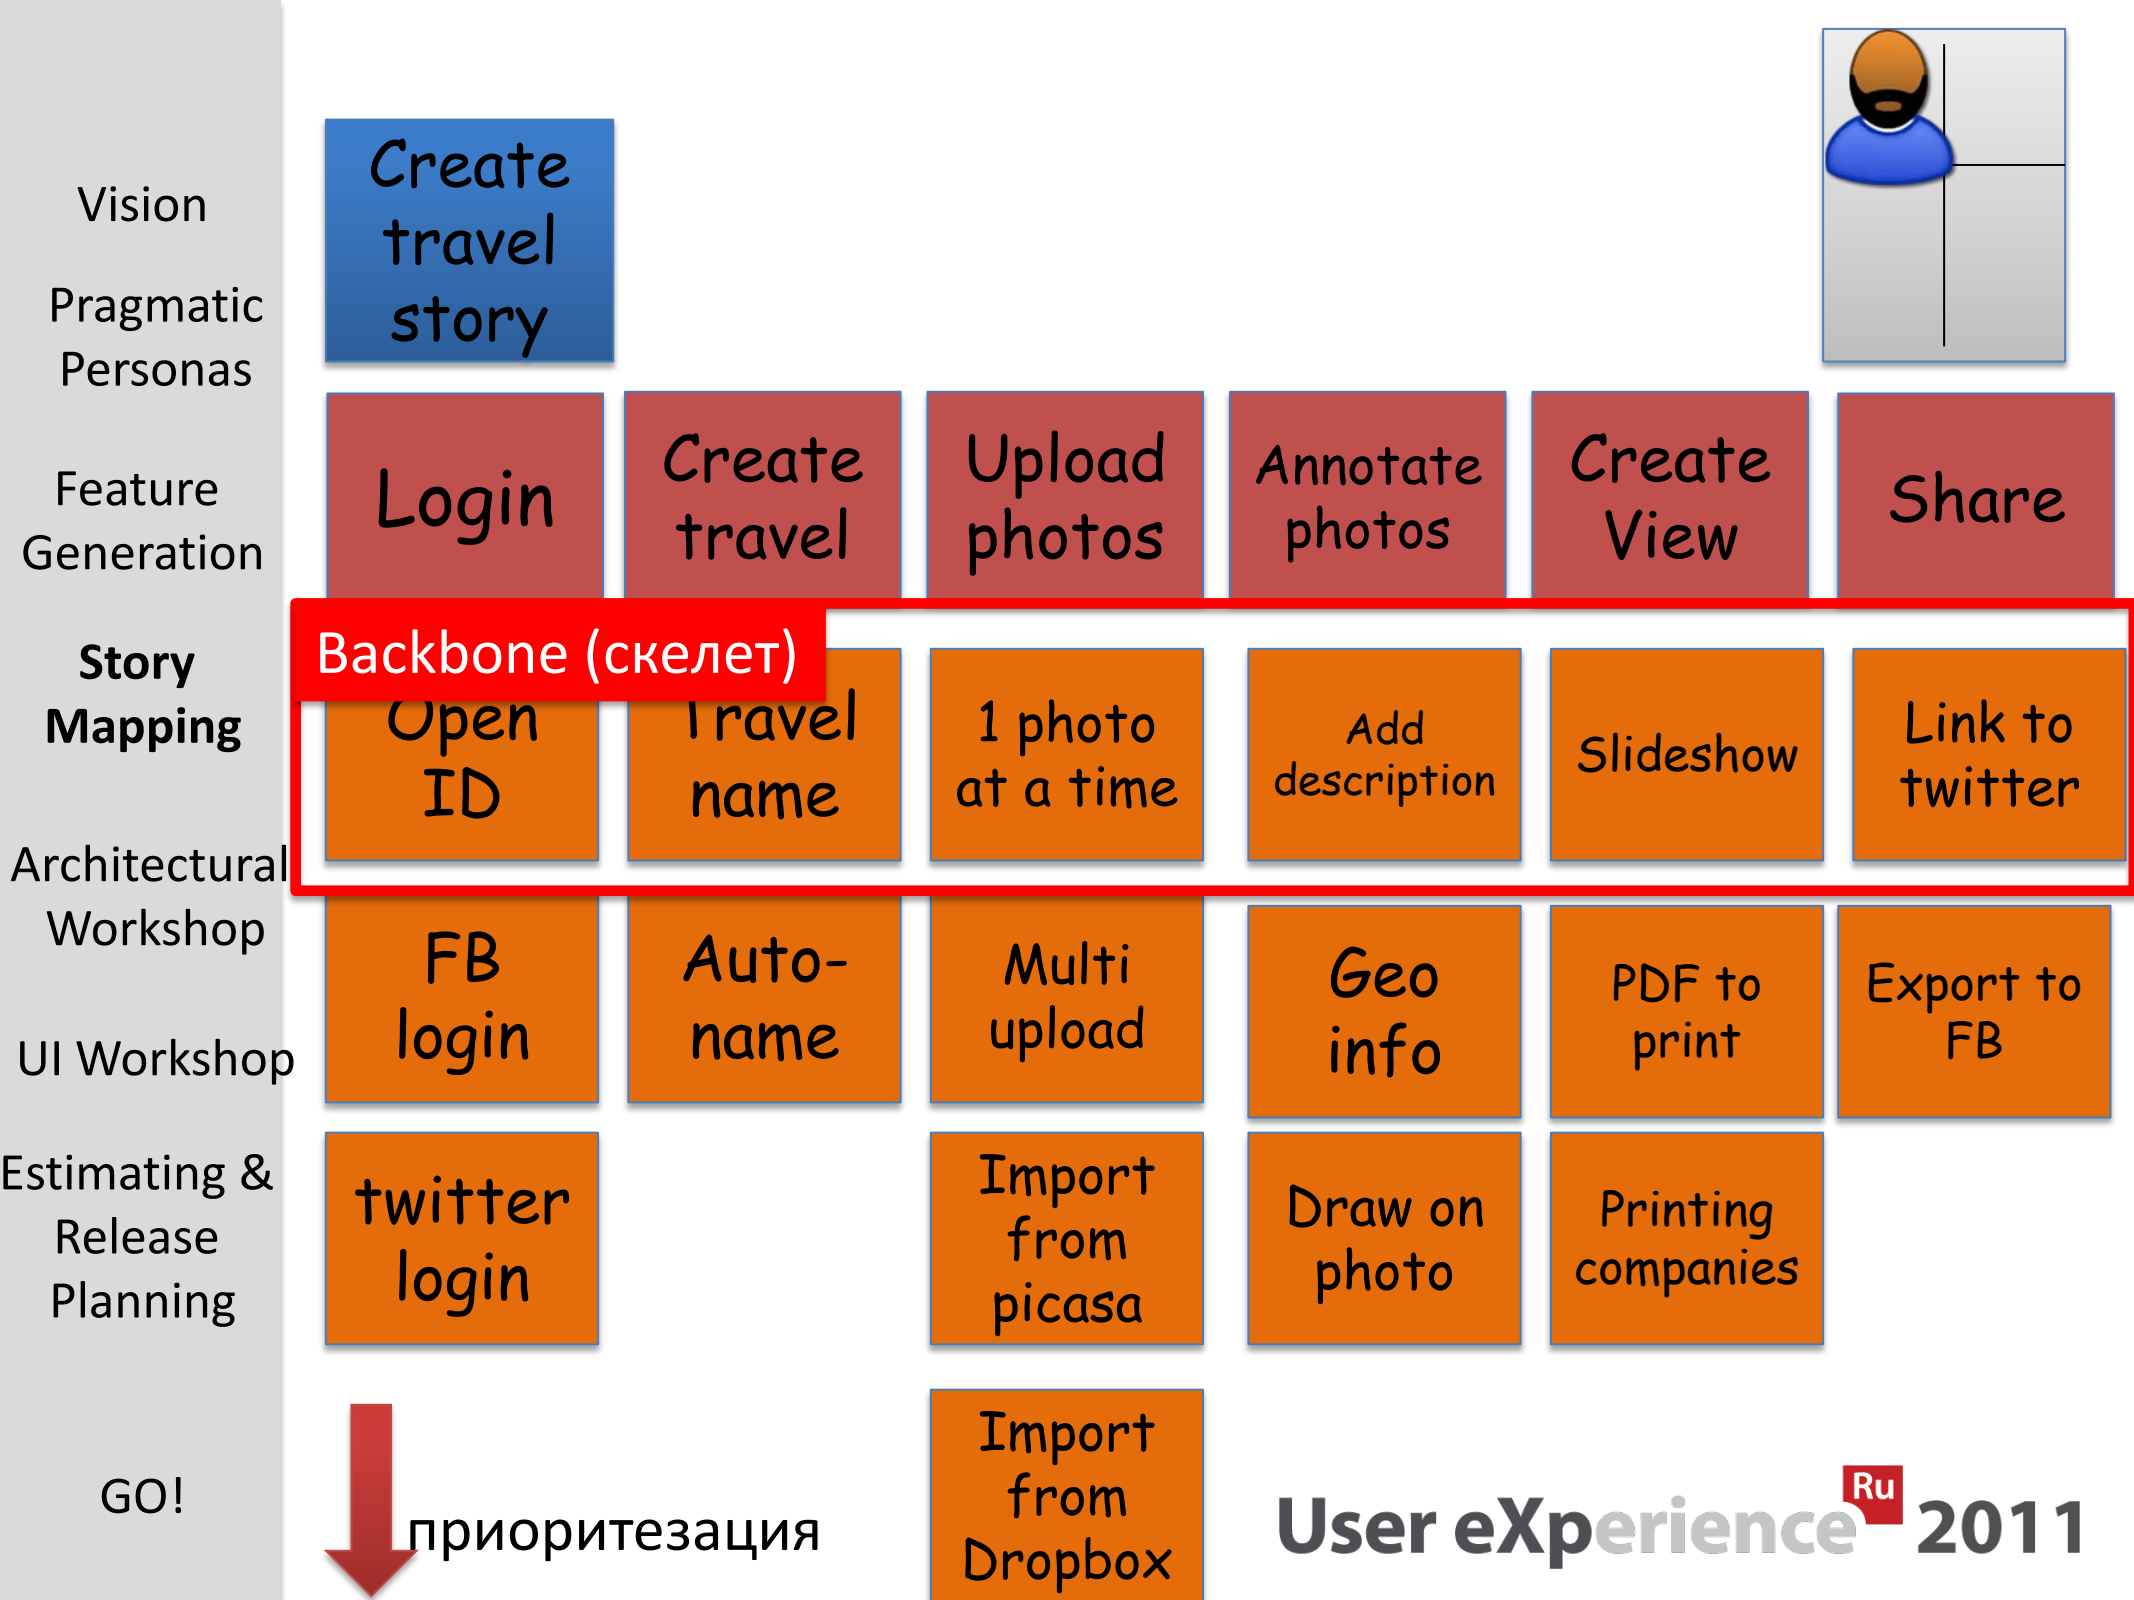 Vision
Pragmatic
Personas
Feature
Generation
Story
Mapping
Architectural
Workshop
UI Workshop
Estimating &
Release
Planning
GO!
Create
travel
story
Login
Create
travel
Upload
photos
Annotate
photos
Create
View
Share
Backbone (скелет)
Open
ID
Travel
name
1 photo
at a time
Add
description
Slideshow
Link to
twitter
FB
login
Auto-
name
Multi
upload
Geo
info
PDF to
print
Export to
FB
twitter
login
Import
from
picasa
Draw on
photo
Printing
companies
Import
from
Dropbox
приоритезация
User eXperience Ru 2011